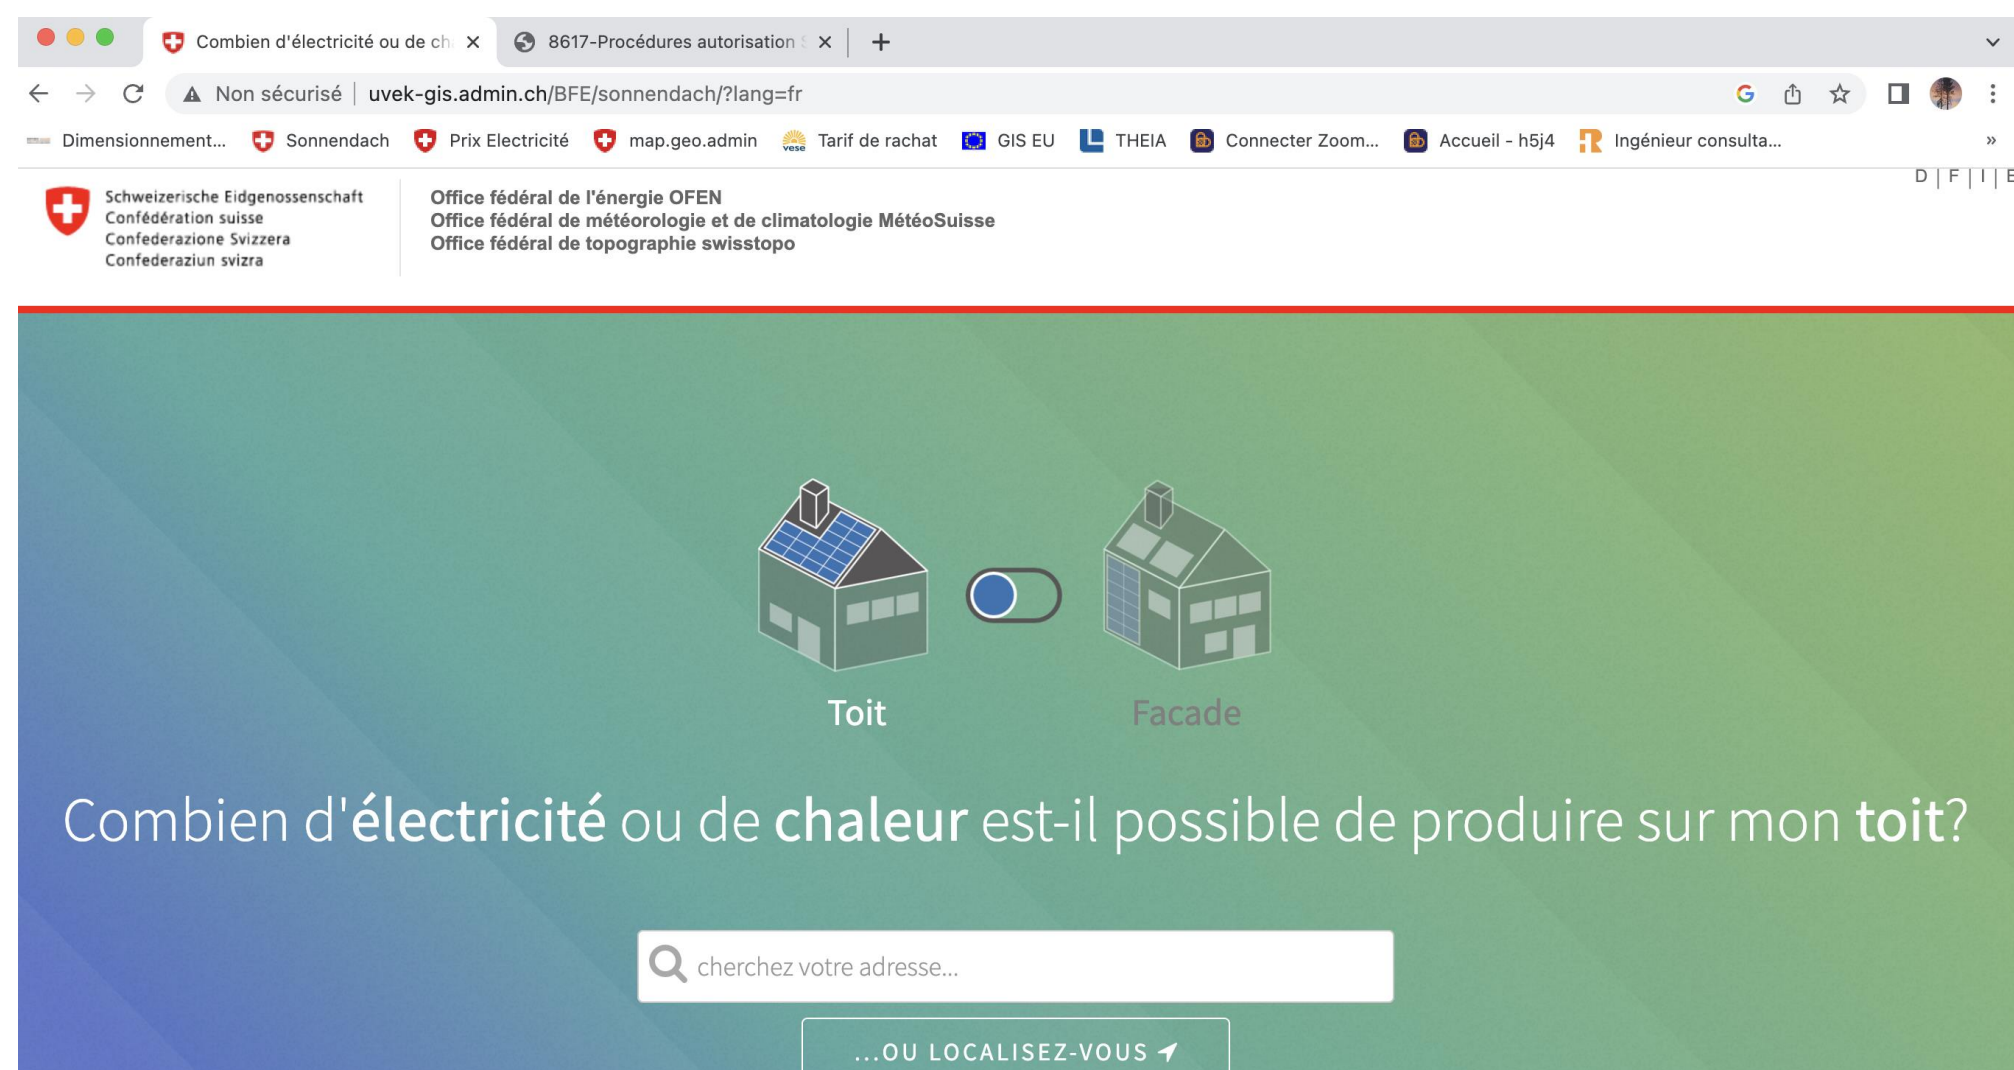 Combien d'électricité ou de ch
8617-Procédures autorisation S
Non sécurisé | uvek-gis.admin.ch/BFE/sonnendach/?lang=fr
Dimensionnement... Sonnendach Prix Electricité map.geo.admin Tarif de rachat GIS EU THEIA Connecter Zoom... Accueil - h5j4 Ingénieur consulta... »
D | F | I | E
Schweizerische Eidgenossenschaft
Confédération suisse
Confederazione Svizzera
Confederaziun svizra
Office fédéral de l'énergie OFEN
Office fédéral de météorologie et de climatologie MétéoSuisse
Office fédéral de topographie swisstopo
Toit
Facade
Combien d'électricité ou de chaleur est-il possible de produire sur mon toit?
cherchez votre adresse...
...OU LOCALISEZ-VOUS